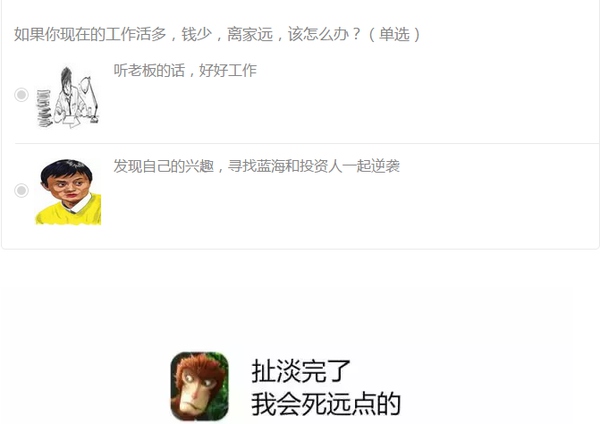 如果你现在的工作活多，钱少，离家远，该怎么办？（单选）
听老板的话，好好工作
发现自己的兴趣，寻找蓝海和投资人一起逆袭
扯淡完了
我会死远点的